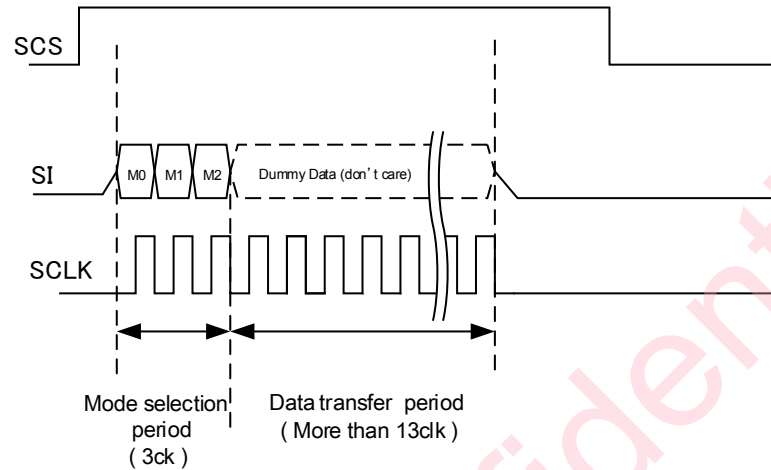 SCS
SI
M0 M1 M2 Dummy Data (don't care)
SCLK
Mode selection
period
( 3ck )
Data transfer period
( More than 13clk )